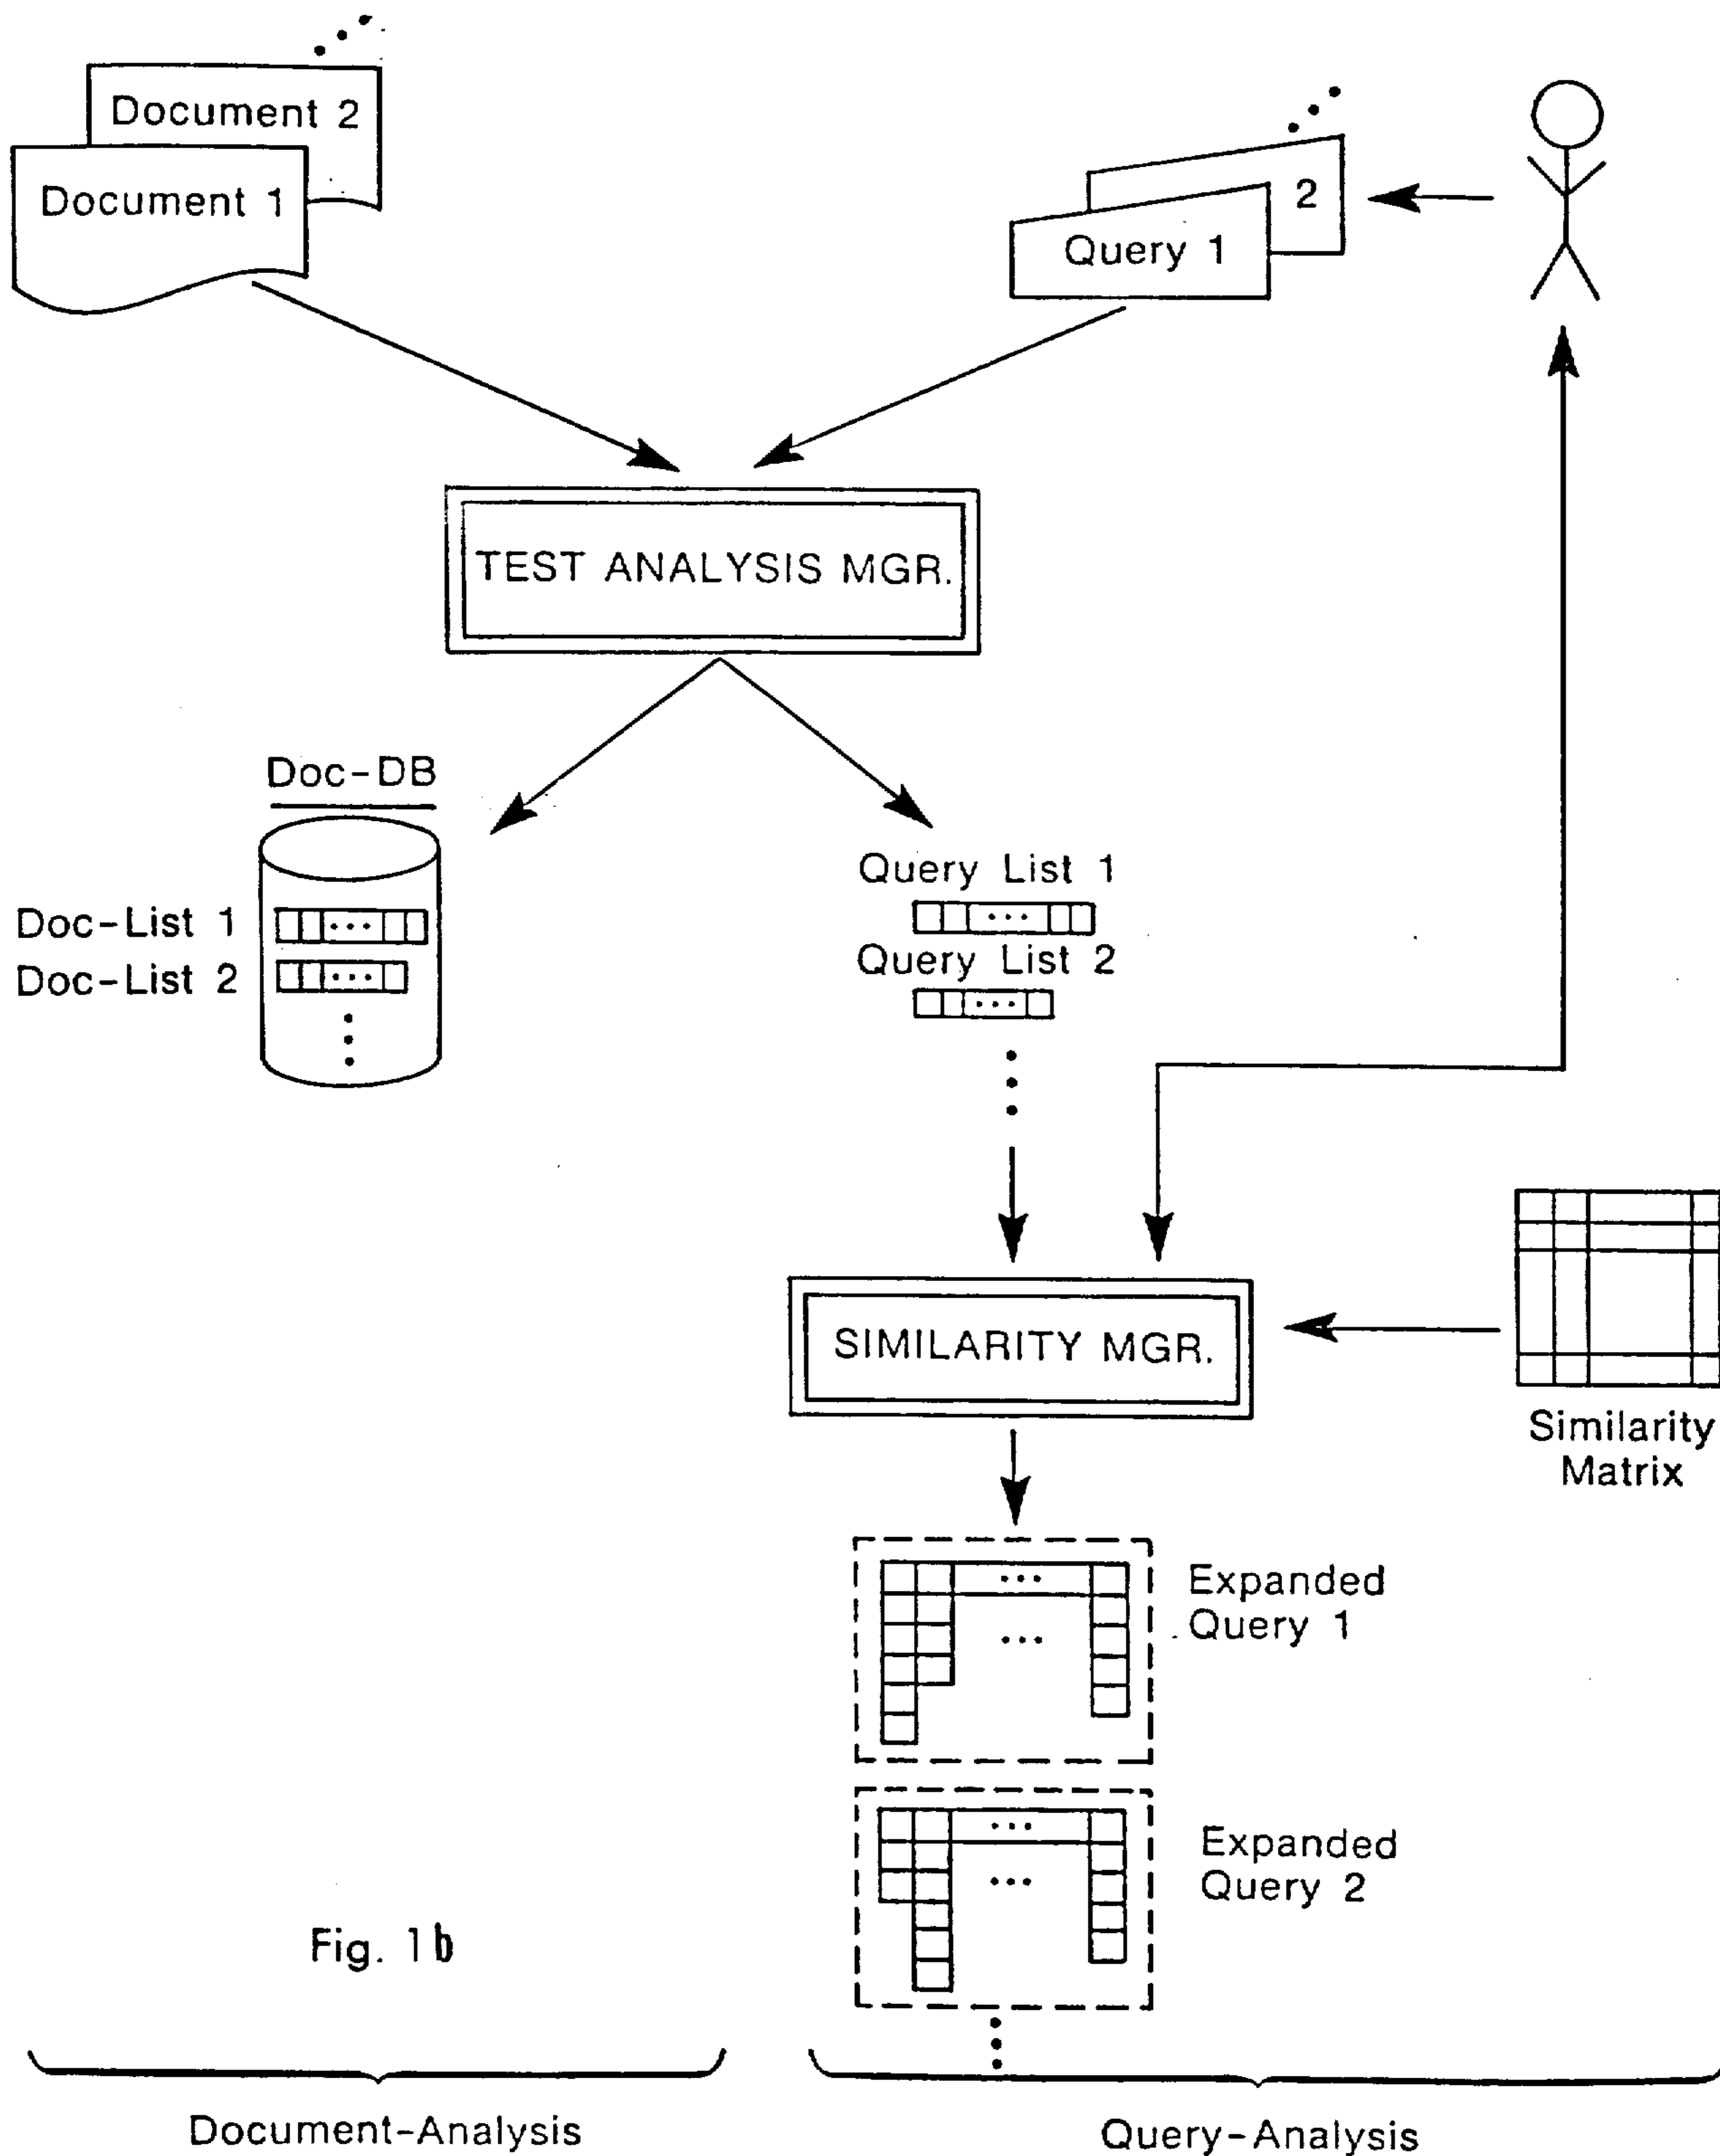 Document 2
Document 1
2
Query 1
TEST ANALYSIS MGR.
Doc-DB
Doc-List 1
Doc-List 2
Query List 1
Query List 2
SIMILARITY MGR.
Similarity
Matrix
Expanded
Query 1
Expanded
Query 2
Fig. 1b
Document-Analysis
Query-Analysis